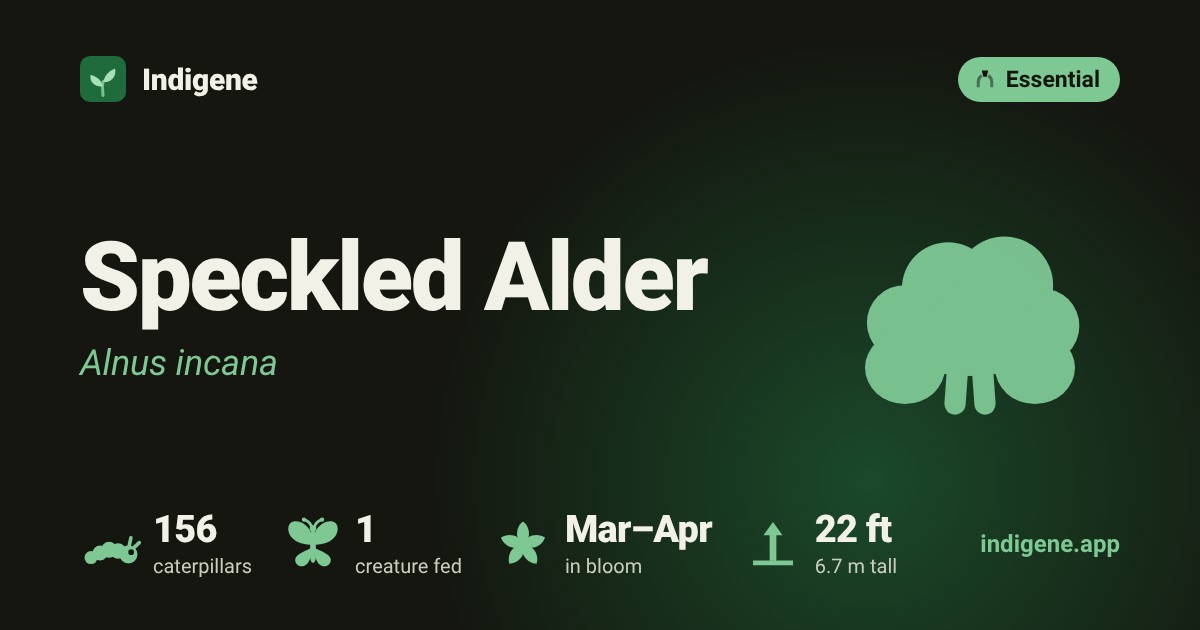 Indigene
Essential
Speckled Alder
Alnus incana
156
caterpillars
1
creature fed
Mar–Apr
in bloom
22 ft
6.7 m tall
indigene.app